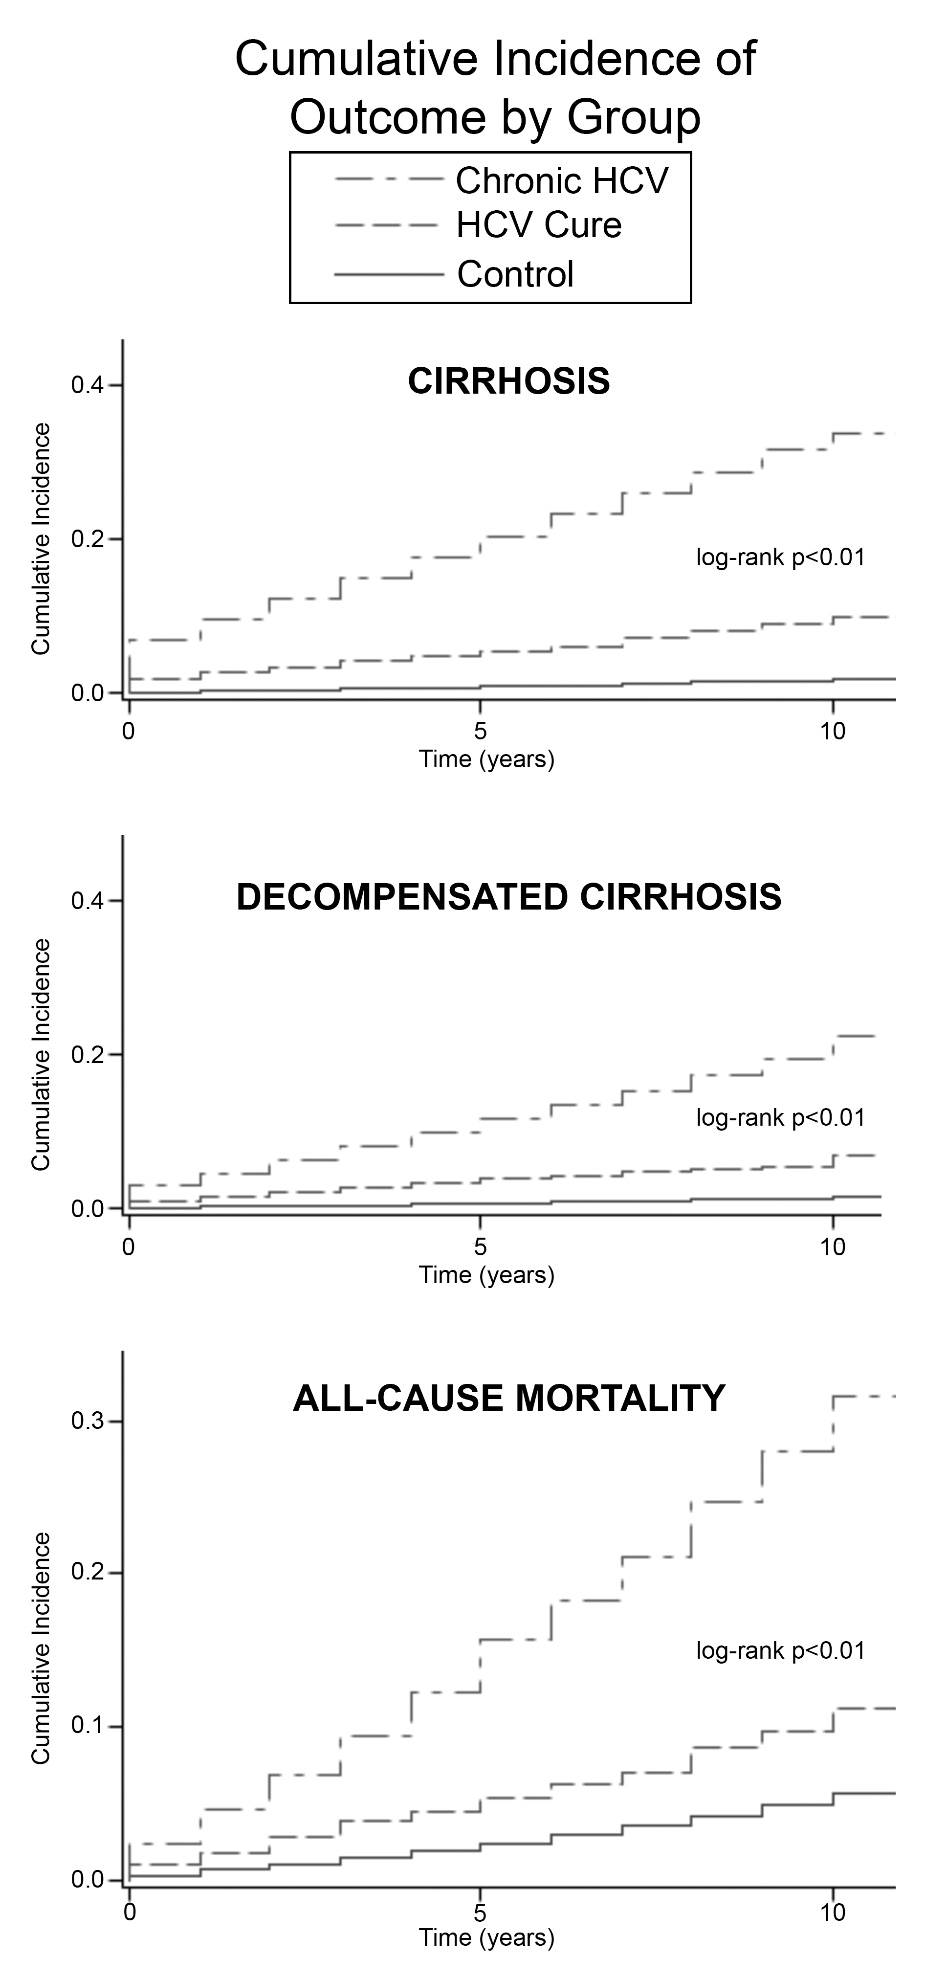 Cumulative Incidence of
Outcome by Group
Chronic HCV
HCV Cure
Control
CIRRHOSIS
0.4
0.2
0.0
Cumulative Incidence
log-rank p<0.01
0 5 10
Time (years)
DECOMPENSATED CIRRHOSIS
0.4
0.2
0.0
Cumulative Incidence
log-rank p<0.01
0 5 10
Time (years)
ALL-CAUSE MORTALITY
0.3
0.2
0.1
0.0
Cumulative Incidence
log-rank p<0.01
0 5 10
Time (years)